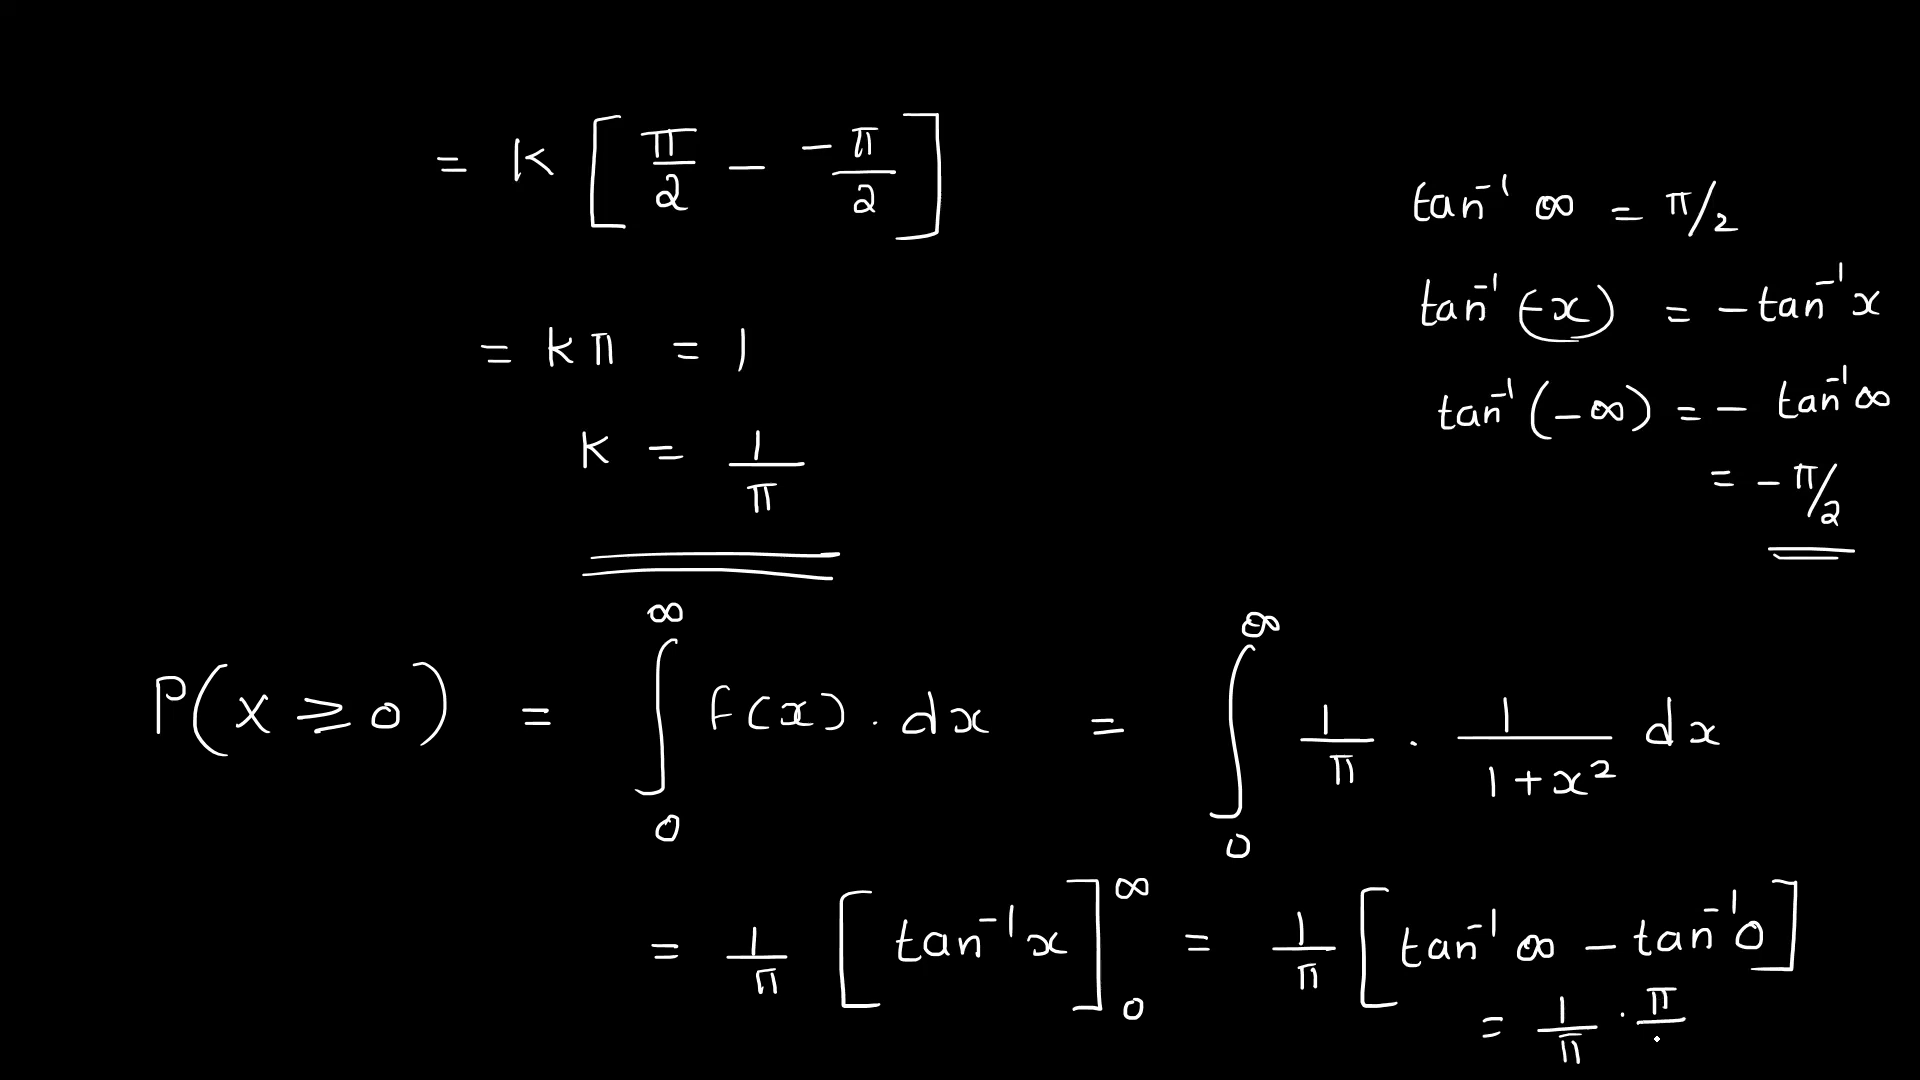 = k [ π/2 - -π/2 ]
tan⁻¹ ∞ = π/2
tan⁻¹ (-x) = - tan⁻¹ x
= k π = 1
tan⁻¹ (-∞) = - tan⁻¹ ∞
k = 1/π
= - π/2
P(X ≥ 0) = ∫₀^∞ f(x) . dx = ∫₀^∞ 1/π . 1/(1+x²) dx
= 1/π [ tan⁻¹ x ]₀^∞ = 1/π [ tan⁻¹ ∞ - tan⁻¹ 0 ]
= 1/π . π/